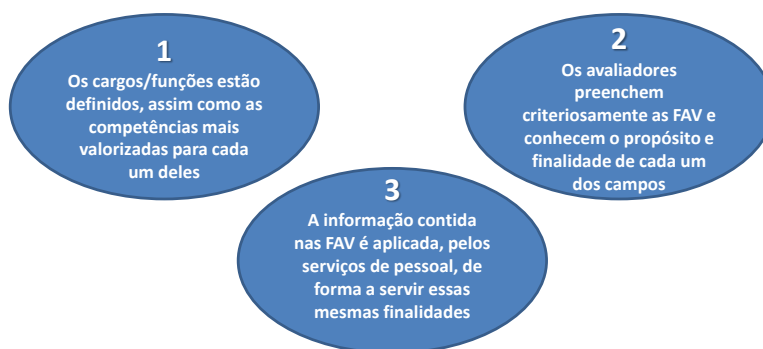 1
Os cargos/funções estão
definidos, assim como as
competências mais
valorizadas para cada
um deles
2
Os avaliadores
preenchem
criteriosamente as FAV e
conhecem o propósito e
finalidade de cada um
dos campos
3
A informação contida
nas FAV é aplicada, pelos
serviços de pessoal, de
forma a servir essas
mesmas finalidades